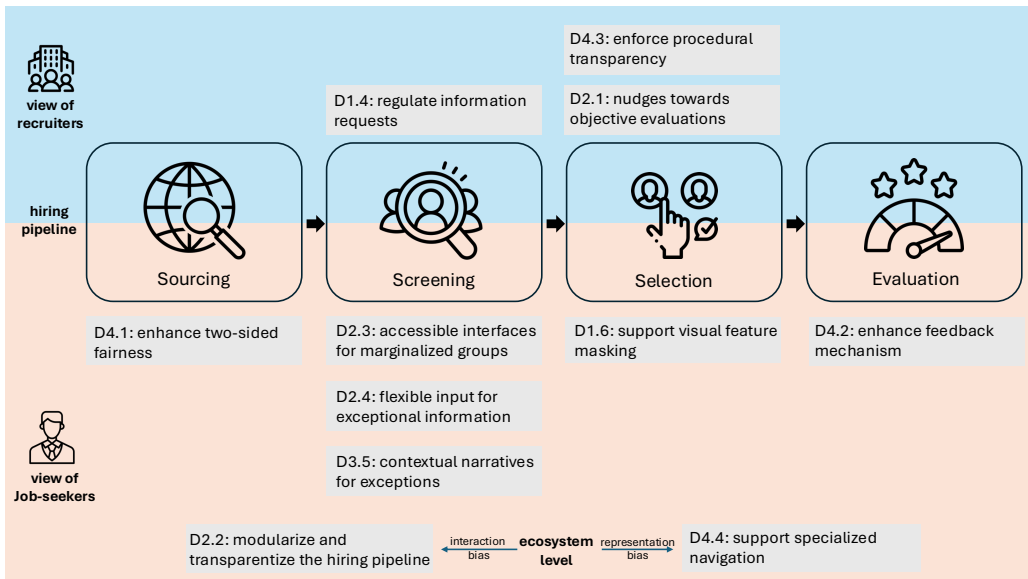 D4.3: enforce procedural
transparency
view of
recruiters
D1.4: regulate information
requests
D2.1: nudges towards
objective evaluations
hiring
pipeline
Sourcing
Screening
Selection
Evaluation
D4.1: enhance two-sided
fairness
D2.3: accessible interfaces
for marginalized groups
D1.6: support visual feature
masking
D4.2: enhance feedback
mechanism
D2.4: flexible input for
exceptional information
D3.5: contextual narratives
for exceptions
view of
Job-seekers
D2.2: modularize and
transparentize the hiring pipeline
interaction
bias
ecosystem
level
representation
bias
D4.4: support specialized
navigation